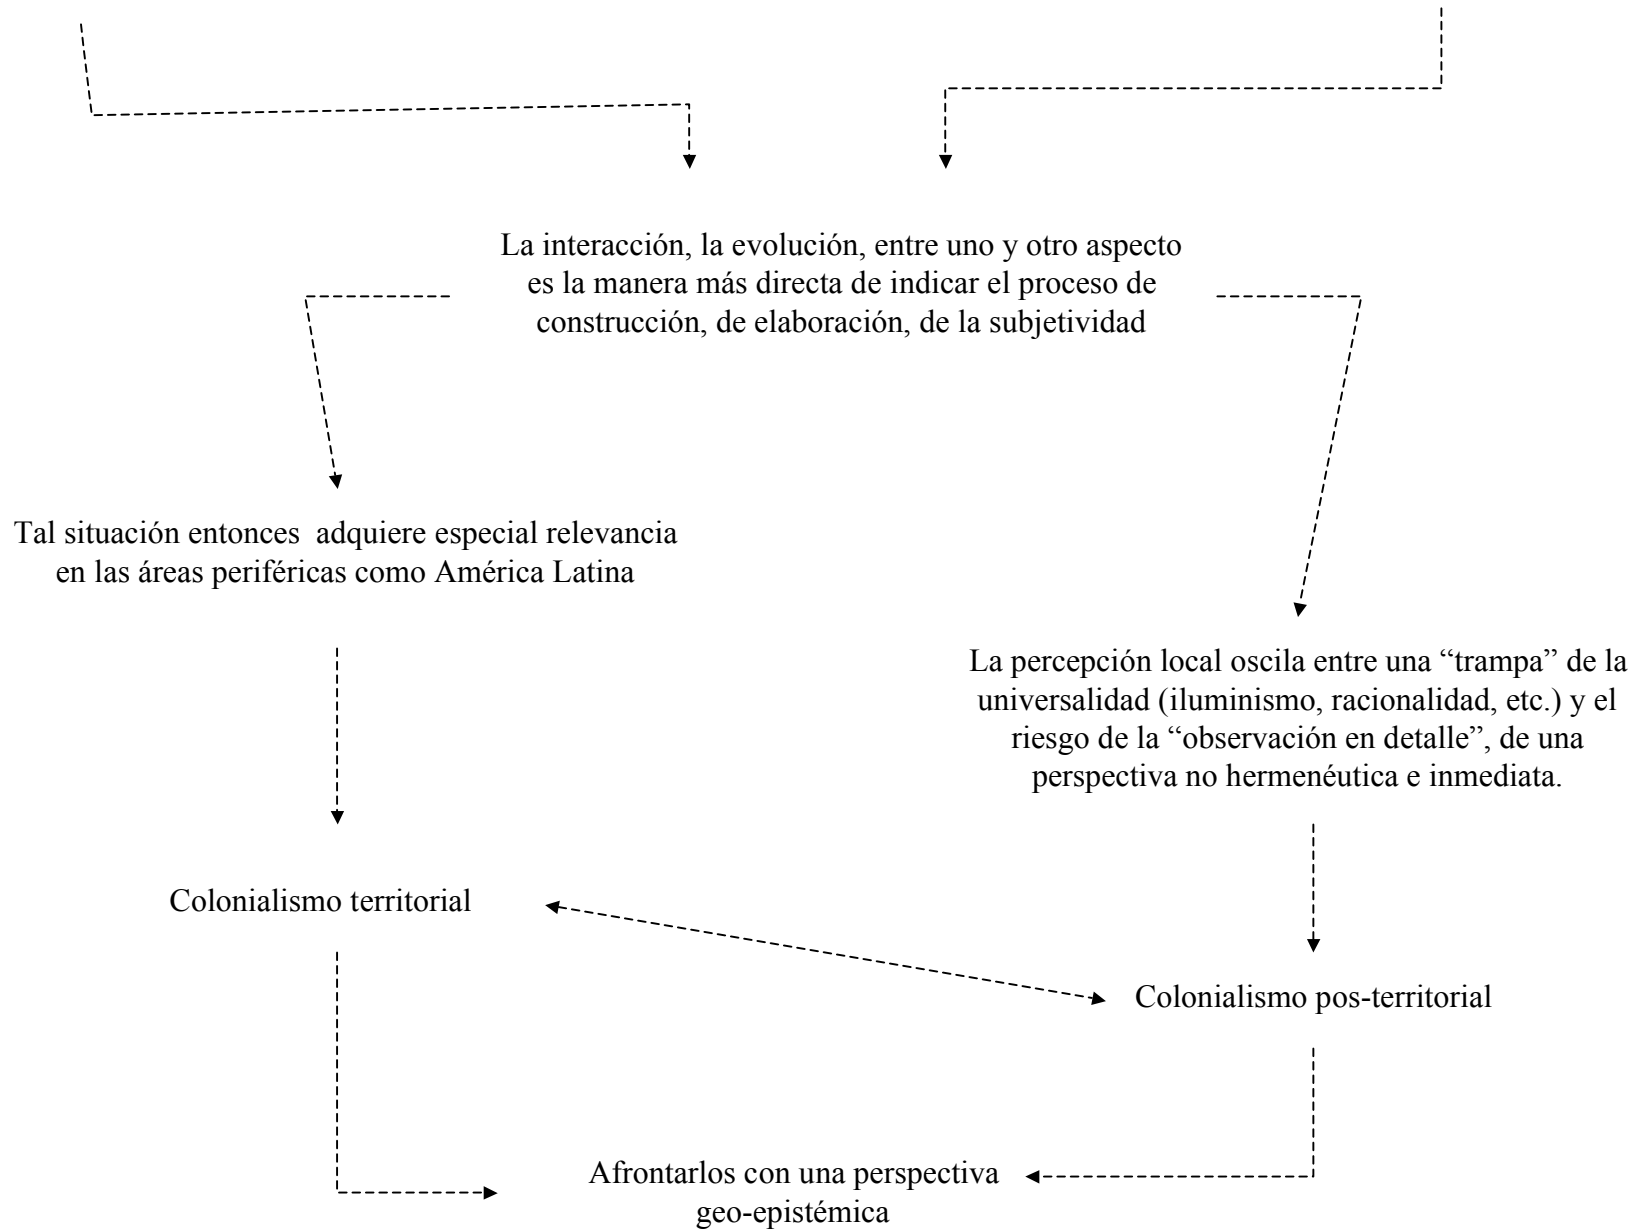 La interacción, la evolución, entre uno y otro aspecto
es la manera más directa de indicar el proceso de
construcción, de elaboración, de la subjetividad
Tal situación entonces  adquiere especial relevancia
en las áreas periféricas como América Latina
La percepción local oscila entre una “trampa” de la
universalidad (iluminismo, racionalidad, etc.) y el
riesgo de la “observación en detalle”, de una
perspectiva no hermenéutica e inmediata.
Colonialismo territorial
Colonialismo pos-territorial
Afrontarlos con una perspectiva
geo-epistémica